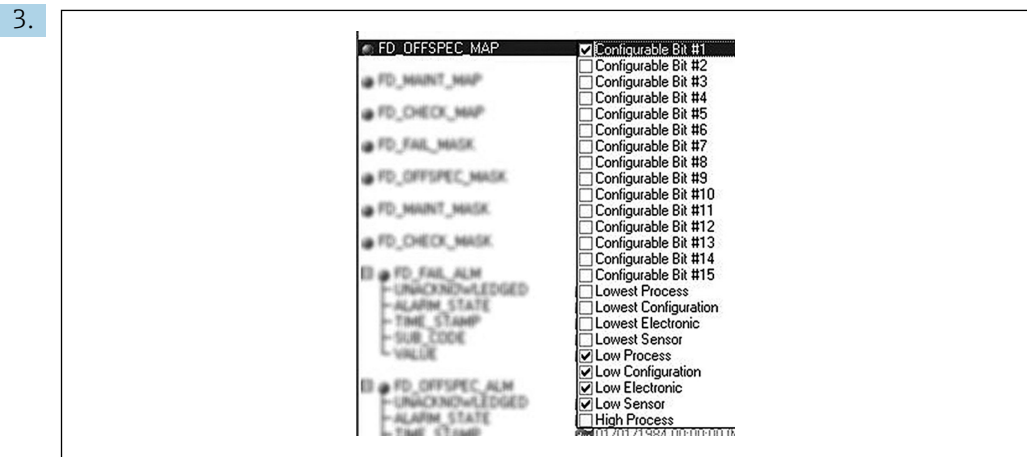 3.
FD_OFFSPEC_MAP
Configurable Bit #1
Configurable Bit #2
FD_MAINT_MAP
Configurable Bit #3
Configurable Bit #4
FD_CHECK_MAP
Configurable Bit #5
Configurable Bit #6
FD_FAIL_MASK
Configurable Bit #7
Configurable Bit #8
FD_OFFSPEC_MASK
Configurable Bit #9
Configurable Bit #10
FD_MAINT_MASK
Configurable Bit #11
Configurable Bit #12
FD_CHECK_MASK
Configurable Bit #13
Configurable Bit #14
FD_FAIL_ALM
Configurable Bit #15
UNACKNOWLEDGED
Lowest Process
ALARM_STATE
Lowest Configuration
TIME_STAMP
Lowest Electronic
SUB_CODE
Lowest Sensor
VALUE
Low Process
Low Configuration
FD_OFFSPEC_ALM
Low Electronic
UNACKNOWLEDGED
Low Sensor
ALARM_STATE
High Process
TIME_STAMP